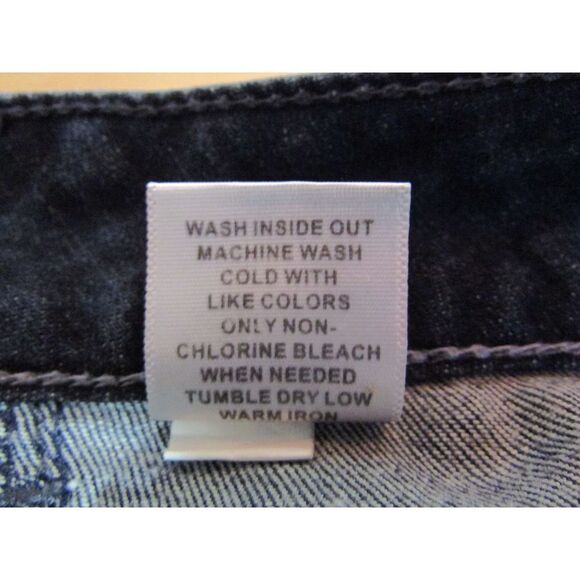 WASH INSIDE OUT
MACHINE WASH
COLD WITH
LIKE COLORS
ONLY NON-
CHLORINE BLEACH
WHEN NEEDED
TUMBLE DRY LOW
WARM IRON